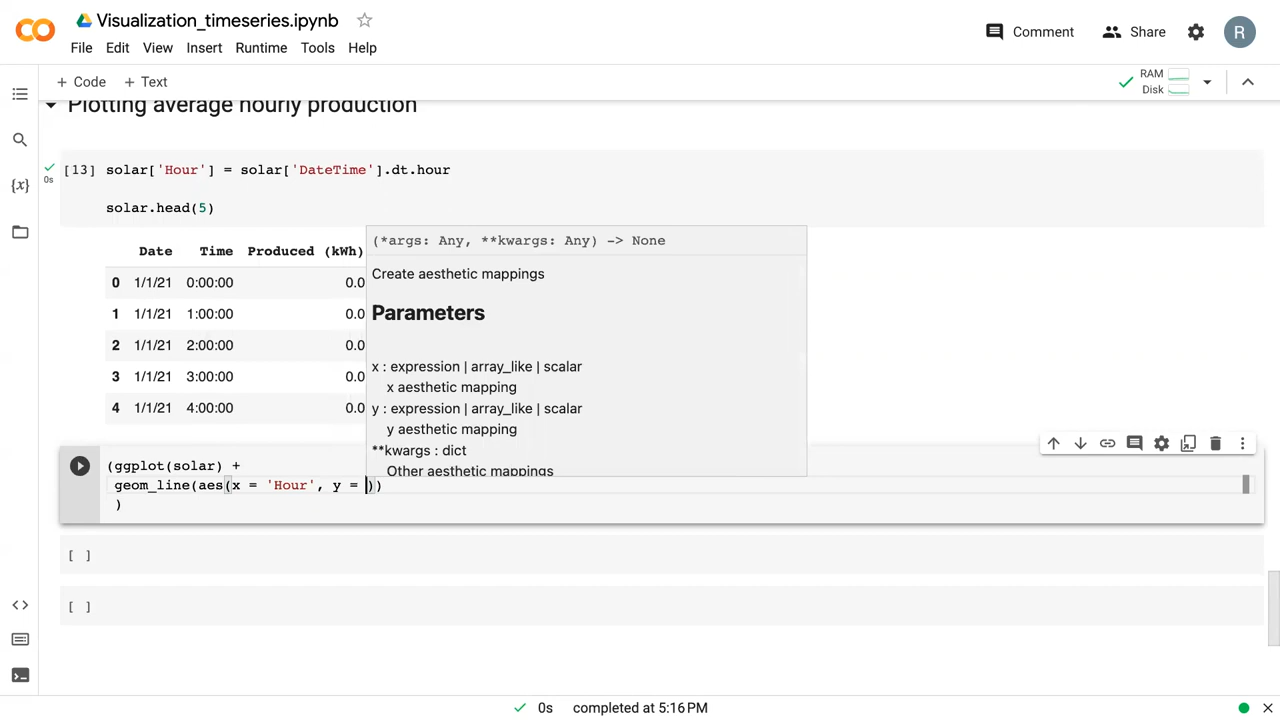 Visualization_timeseries.ipynb
File Edit View Insert Runtime Tools Help
Comment Share R
+ Code + Text
RAM
Disk
Plotting average hourly production
[13] solar['Hour'] = solar['DateTime'].dt.hour
0s
solar.head(5)
(*args: Any, **kwargs: Any) -> None
Date Time Produced (kWh)
Create aesthetic mappings
0 1/1/21 0:00:00 0.0
Parameters
1 1/1/21 1:00:00 0.0
2 1/1/21 2:00:00 0.0
x : expression | array_like | scalar
3 1/1/21 3:00:00 0.0
x aesthetic mapping
4 1/1/21 4:00:00 0.0
y : expression | array_like | scalar
y aesthetic mapping
**kwargs : dict
Other aesthetic mappings
(ggplot(solar) +
geom_line(aes(x = 'Hour', y = ))
)
[ ]
[ ]
0s completed at 5:16 PM